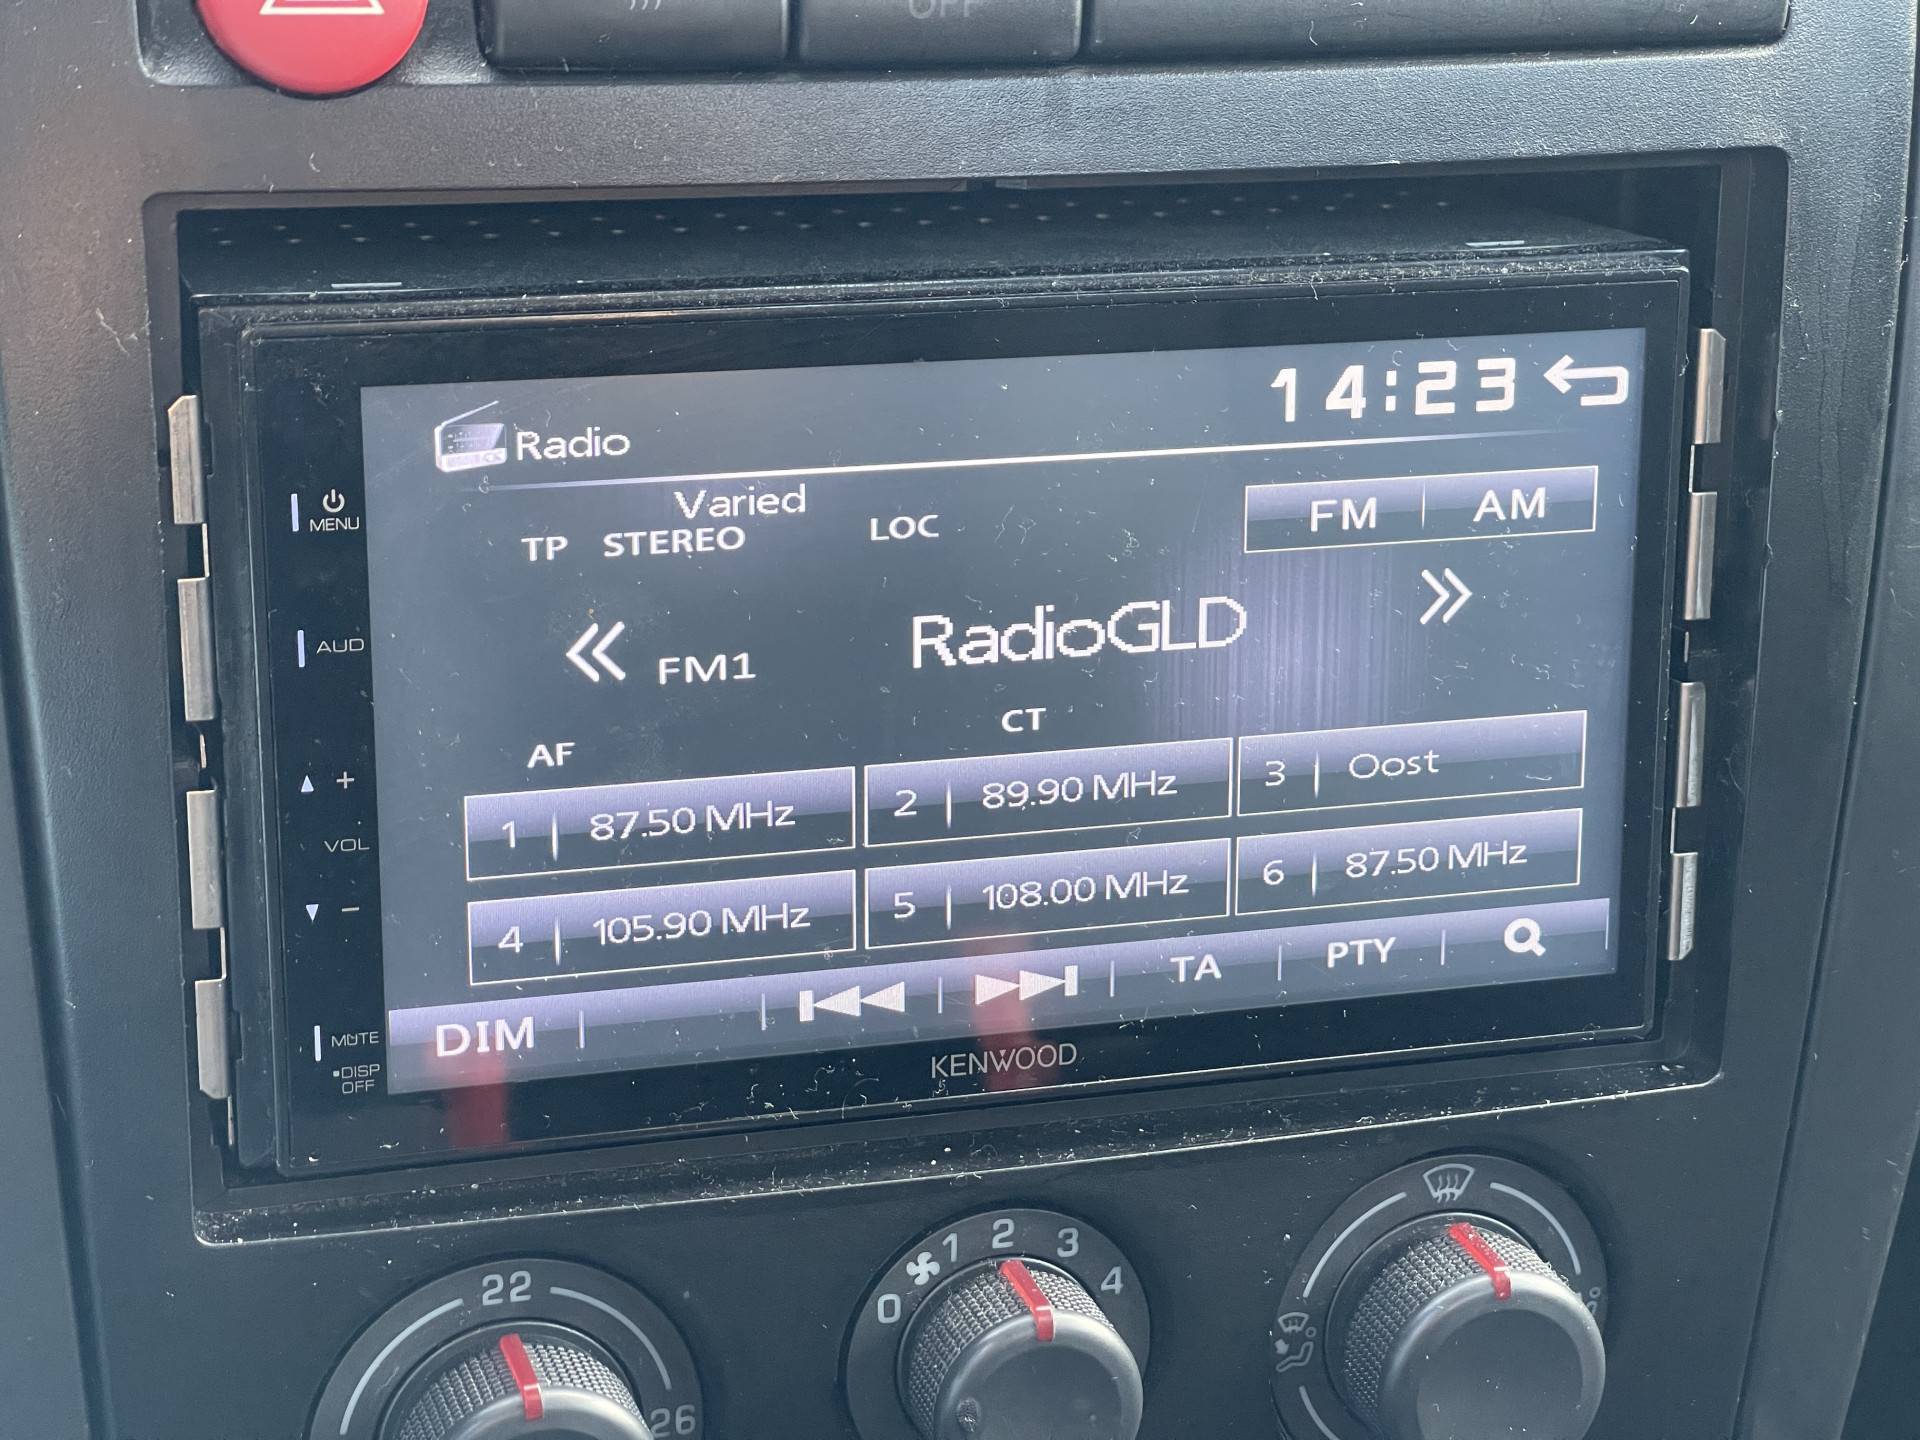 OFF
14:23
Radio
Varied
FM AM
TP STEREO LOC
MENU
AUD
FM1 RadioGLD
AF CT
1 87.50 MHz 2 89.90 MHz 3 Oost
+
VOL
-
4 105.90 MHz 5 108.00 MHz 6 87.50 MHz
MUTE
DISP
OFF
DIM TA PTY
KENWOOD
22
26
0 1 2 3 4